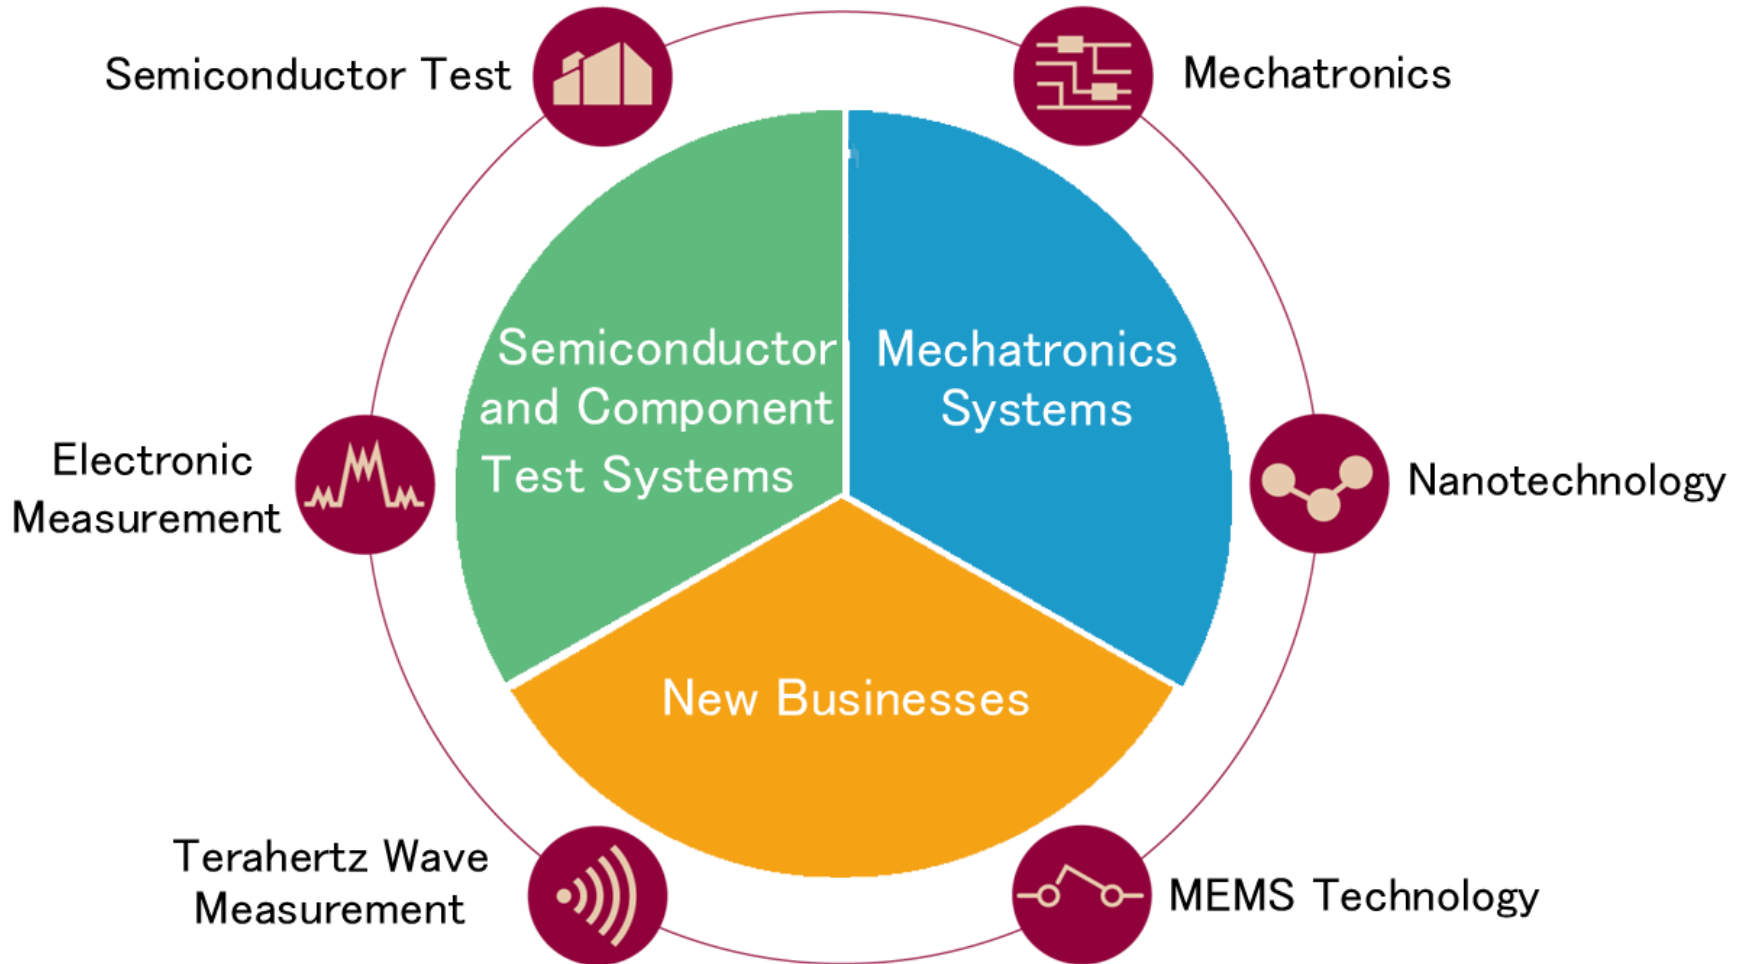 Semiconductor Test
Mechatronics
Semiconductor
and Component
Test Systems
Mechatronics
Systems
Electronic
Measurement
Nanotechnology
New Businesses
Terahertz Wave
Measurement
MEMS Technology